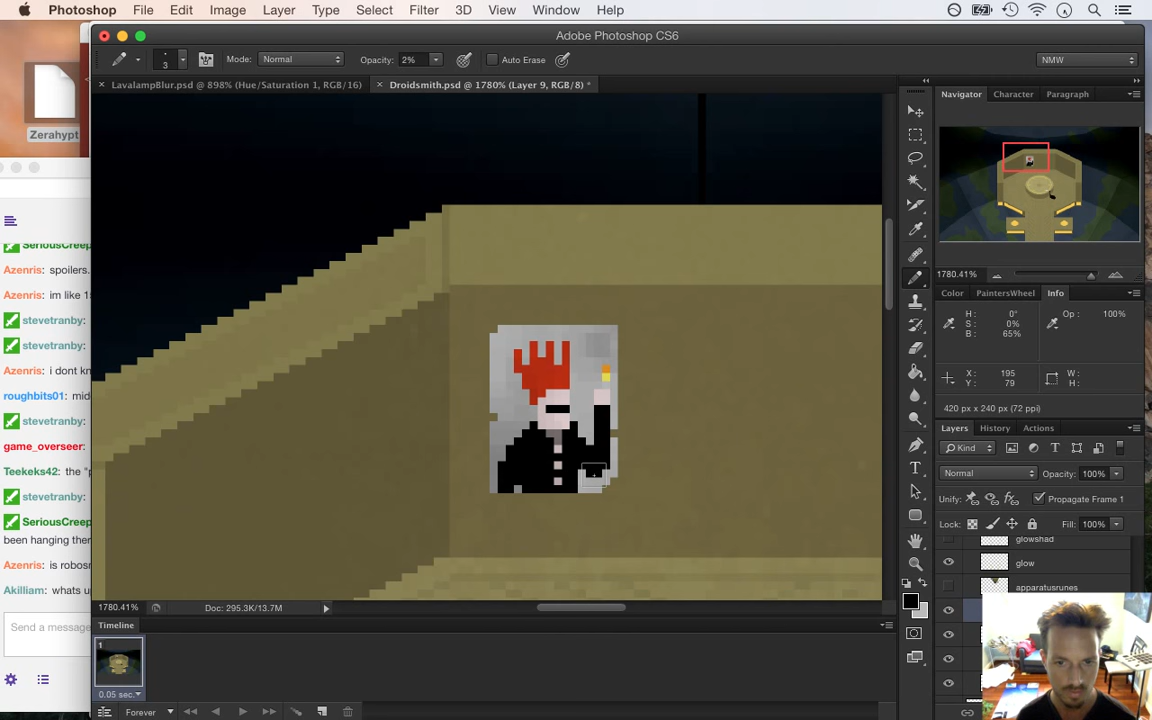 Photoshop File Edit Image Layer Type Select Filter 3D View Window Help
Adobe Photoshop CS6
3 Mode: Normal Opacity: 2% Auto Erase NMW
LavalampBlur.psd @ 898% (Hue/Saturation 1, RGB/16) Droidsmith.psd @ 1780% (Layer 9, RGB/8) *
Zerahypt
SeriousCreep
Azenris: spoilers.
Azenris: im like 1
stevetranby:
stevetranby:
Azenris: i dont kn
roughbits01: mid
stevetranby:
game_overseer:
Teekeks42: the "p
stevetranby:
SeriousCreep
been hanging ther
Azenris: is robos
Akilliam: whats u
Send a message
Navigator Character Paragraph
1780.41%
Color PaintersWheel Info
H: 0°
S: 0%
B: 65%
Op: 100%
X: 195
Y: 79
W:
H:
420 px x 240 px (72 ppi)
Layers History Actions
Kind
Normal Opacity: 100%
Unify: Propagate Frame 1
Lock: Fill: 100%
glowshad
glow
apparatusrunes
1780.41% Doc: 295.3K/13.7M
Timeline
1
0.05 sec.
Forever